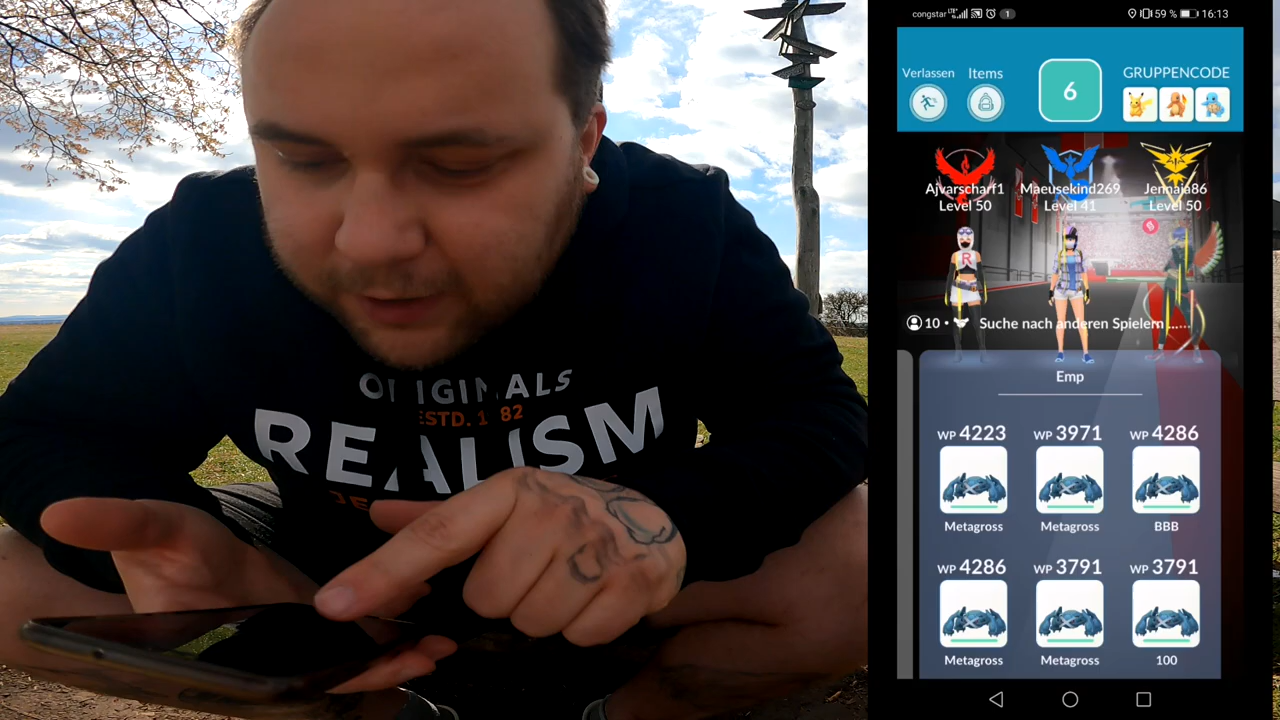 ORIGINALS
ESTD. 1 82
REALISM
congstar
1
59 %
16:13
Verlassen
Items
6
GRUPPENCODE
Ajvarscharf1
Level 50
Maeusekind269
Level 41
Jennaja86
Level 50
R
10 • Suche nach anderen Spielern ......
Emp
WP 4223
WP 3971
WP 4286
Metagross
Metagross
BBB
WP 4286
WP 3791
WP 3791
Metagross
Metagross
100